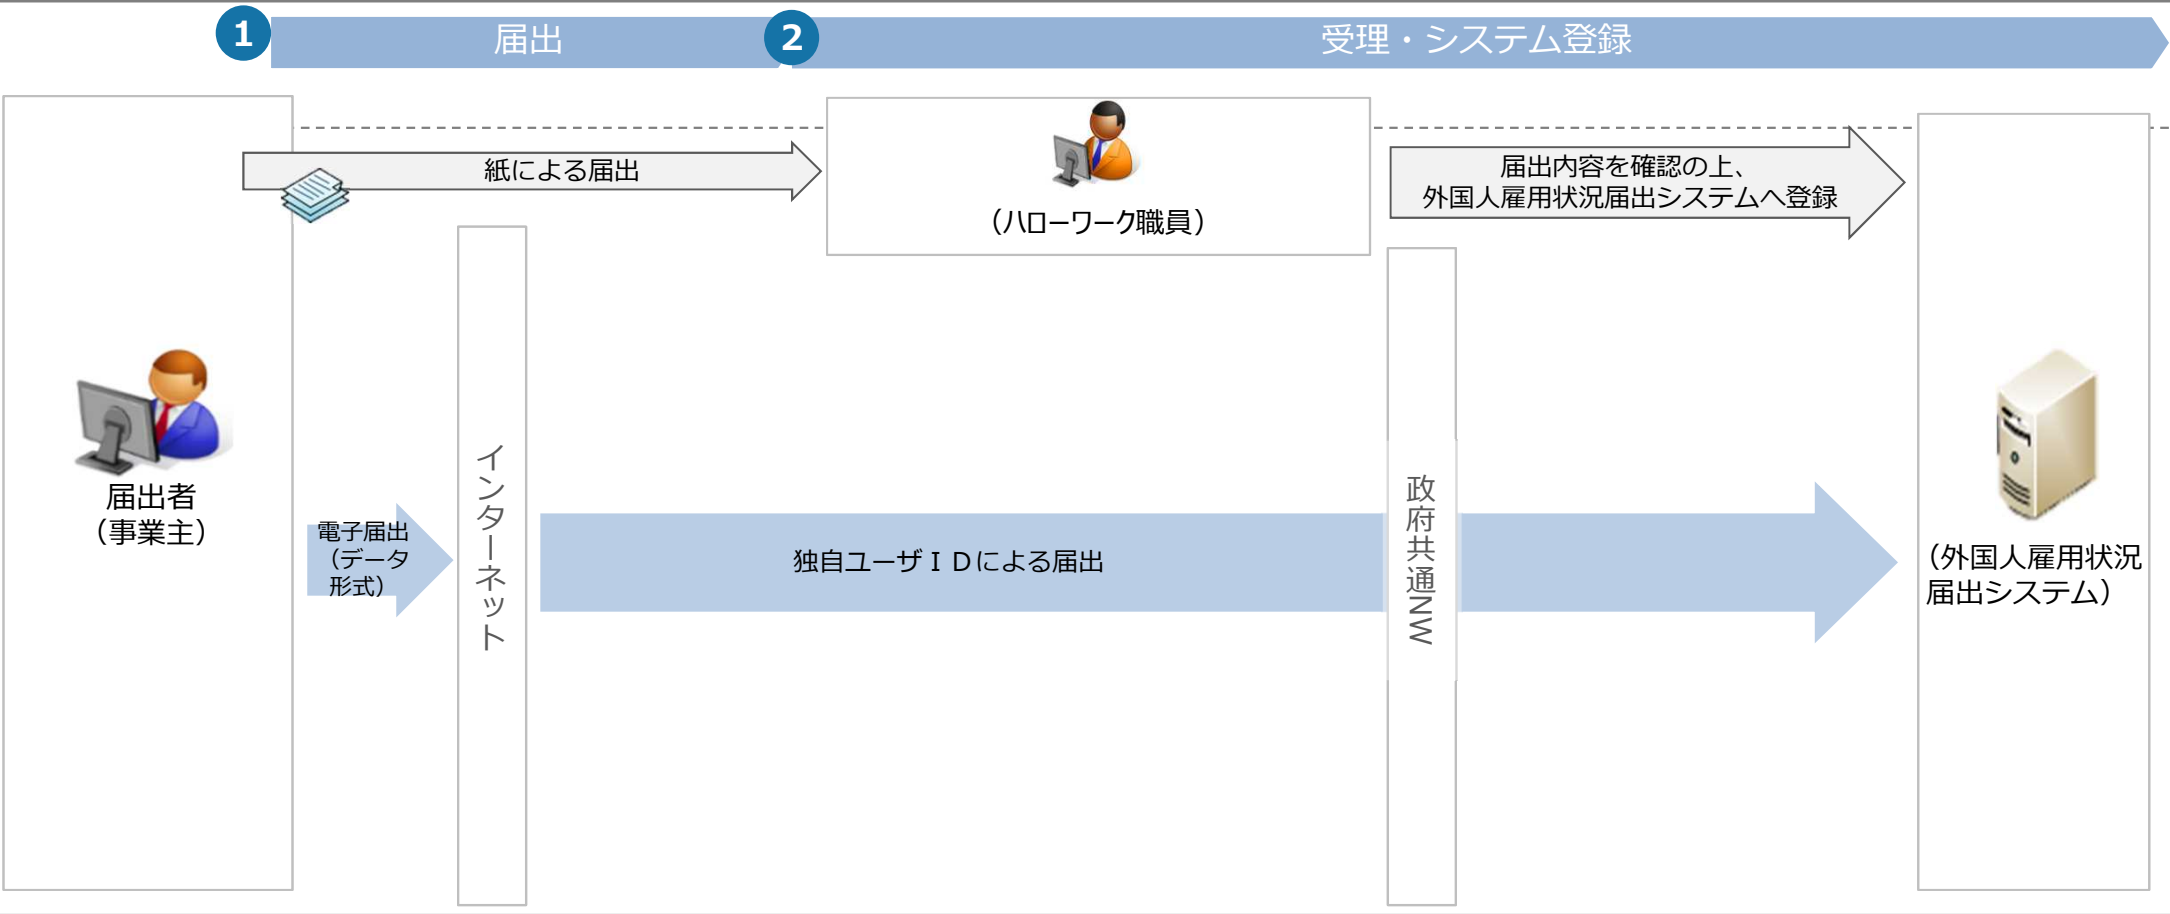 1
届出
2
受理・システム登録
紙による届出
（ハローワーク職員）
届出内容を確認の上、
外国人雇用状況届出システムへ登録
届出者
（事業主）
電子届出
（データ
形式）
インターネット
独自ユーザＩＤによる届出
政府共通NW
（外国人雇用状況
届出システム）